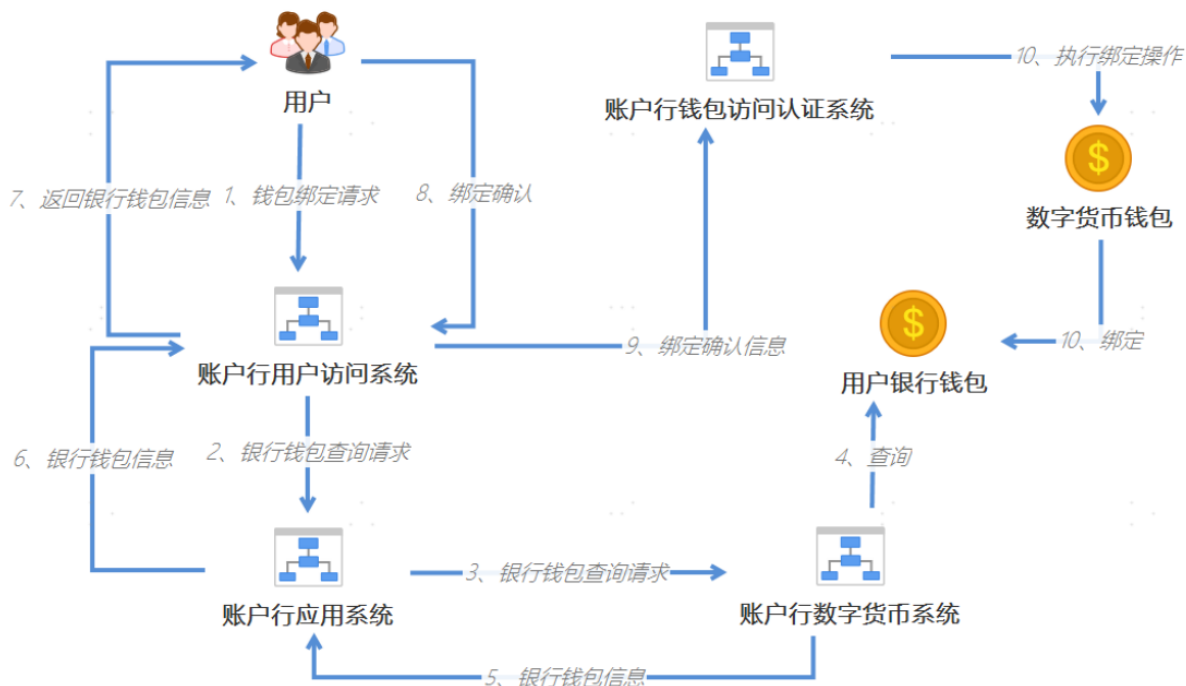 用户
账户行钱包访问认证系统
10、执行绑定操作
7、返回银行钱包信息
1、钱包绑定请求
8、绑定确认
数字货币钱包
账户行用户访问系统
9、绑定确认信息
10、绑定
用户银行钱包
6、银行钱包信息
2、银行钱包查询请求
4、查询
3、银行钱包查询请求
账户行应用系统
账户行数字货币系统
5、银行钱包信息